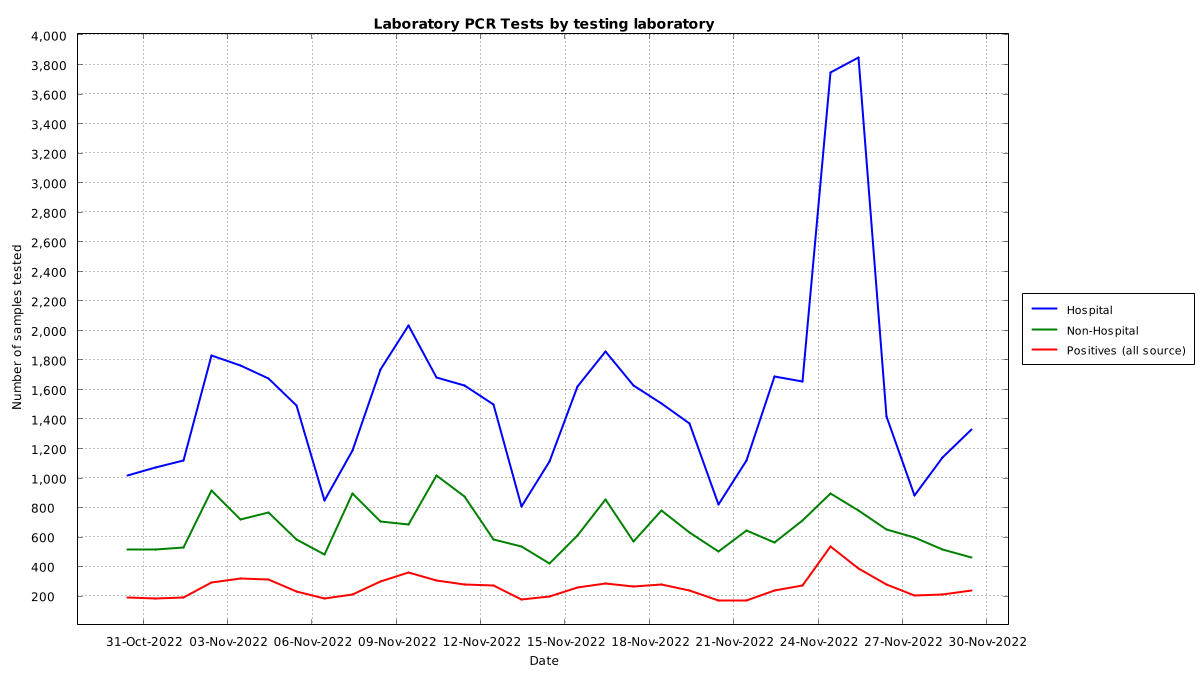 Laboratory PCR Tests by testing laboratory
4,000
3,800
3,600
3,400
3,200
3,000
2,800
2,600
2,400
2,200
2,000
1,800
1,600
1,400
1,200
1,000
800
600
400
200
Number of samples tested
31-Oct-2022 03-Nov-2022 06-Nov-2022 09-Nov-2022 12-Nov-2022 15-Nov-2022 18-Nov-2022 21-Nov-2022 24-Nov-2022 27-Nov-2022 30-Nov-2022
Date
Hospital
Non-Hospital
Positives (all source)